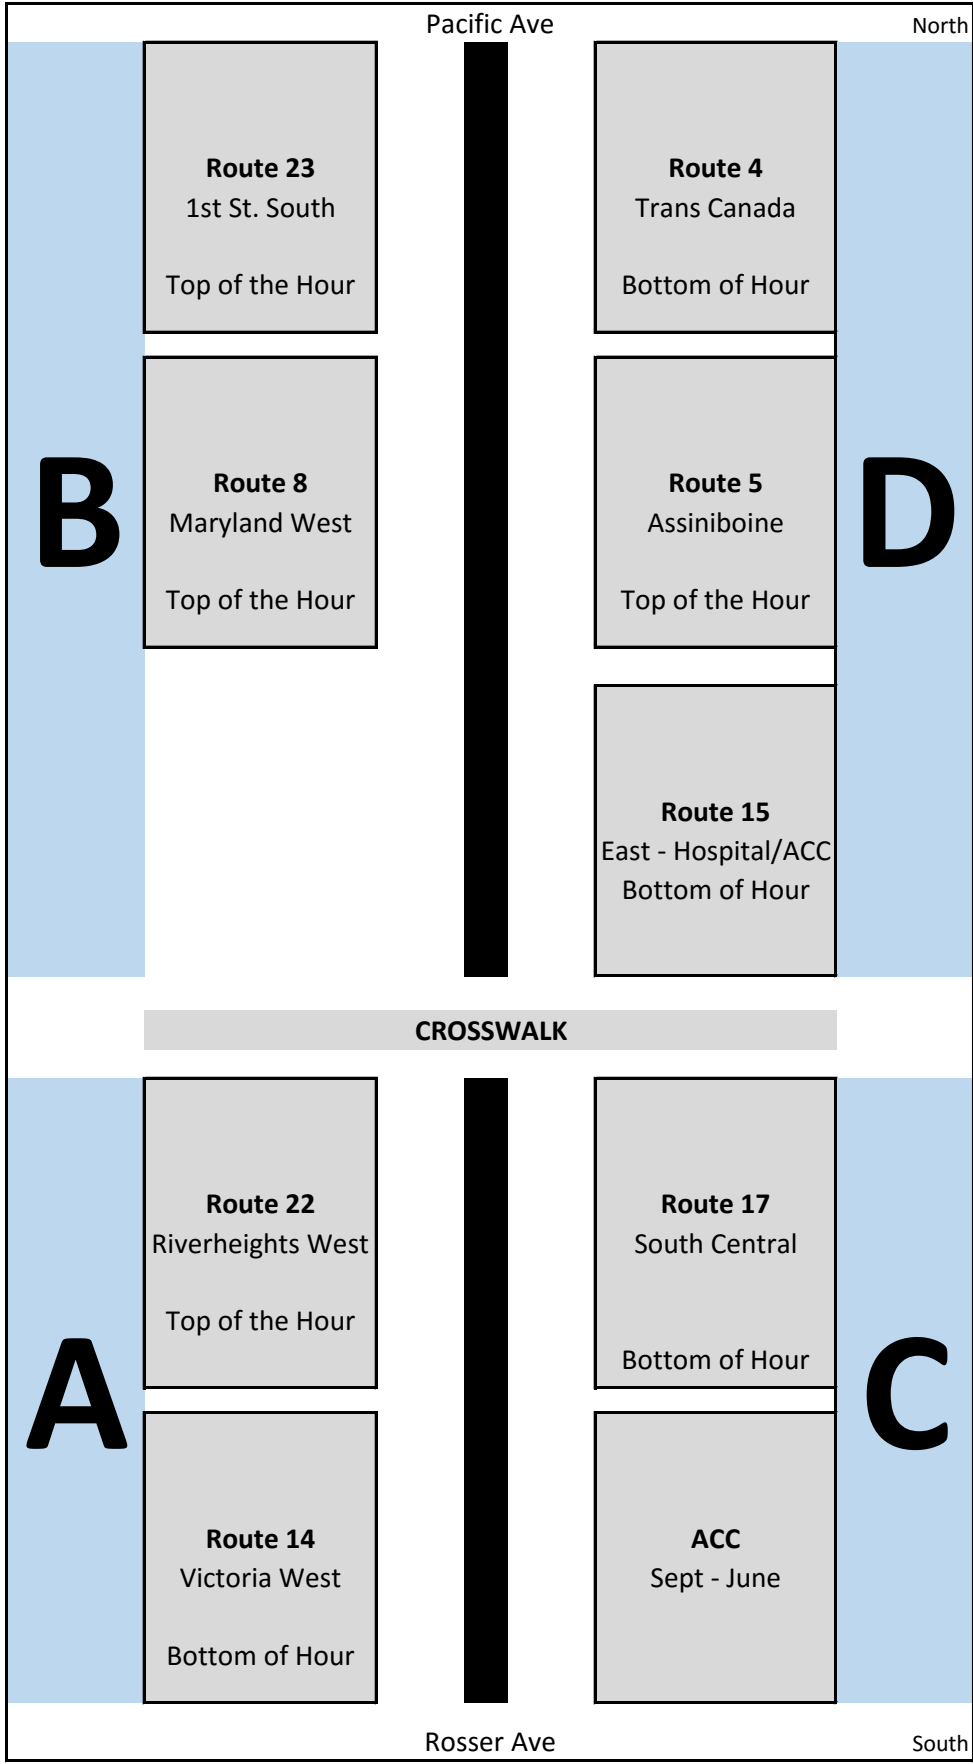 Pacific Ave
North
Route 23
1st St. South
Top of the Hour
Route 4
Trans Canada
Bottom of Hour
B
Route 8
Maryland West
Top of the Hour
Route 5
Assiniboine
Top of the Hour
D
Route 15
East - Hospital/ACC
Bottom of Hour
CROSSWALK
A
Route 22
Riverheights West
Top of the Hour
Route 17
South Central
Bottom of Hour
C
Route 14
Victoria West
Bottom of Hour
ACC
Sept - June
Rosser Ave
South